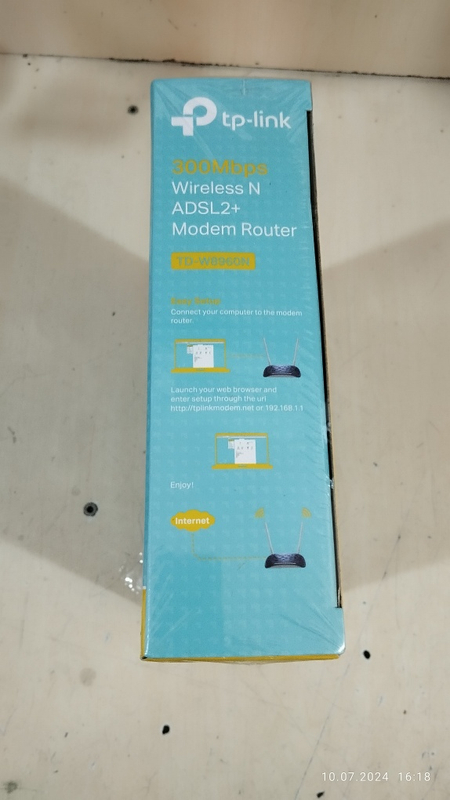 tp-link
300Mbps
Wireless N
ADSL2+
Modem Router
TD-W8960N
Easy Setup
Connect your computer to the modem
router.
Launch your web browser and
enter setup through the url
http://tplinkmodem.net or 192.168.1.1
Enjoy!
Internet
10.07.2024 16:18